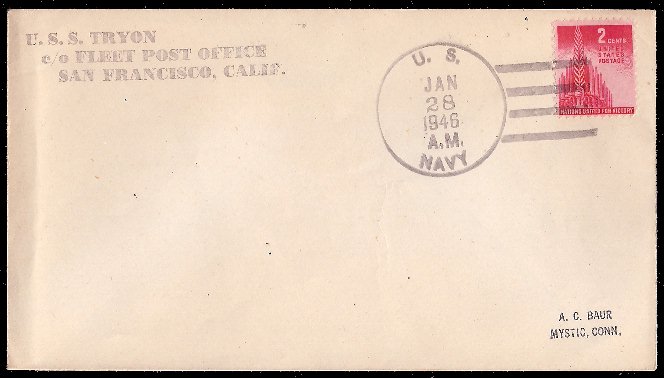 U. S. S. TRYON
c/o FLEET POST OFFICE
SAN FRANCISCO, CALIF.
U. S.
JAN
28
1946
A.M.
NAVY
2 CENTS
UNITED
STATES
POSTAGE
NATIONS UNITED FOR VICTORY
A. C. BAUR
MYSTIC, CONN.